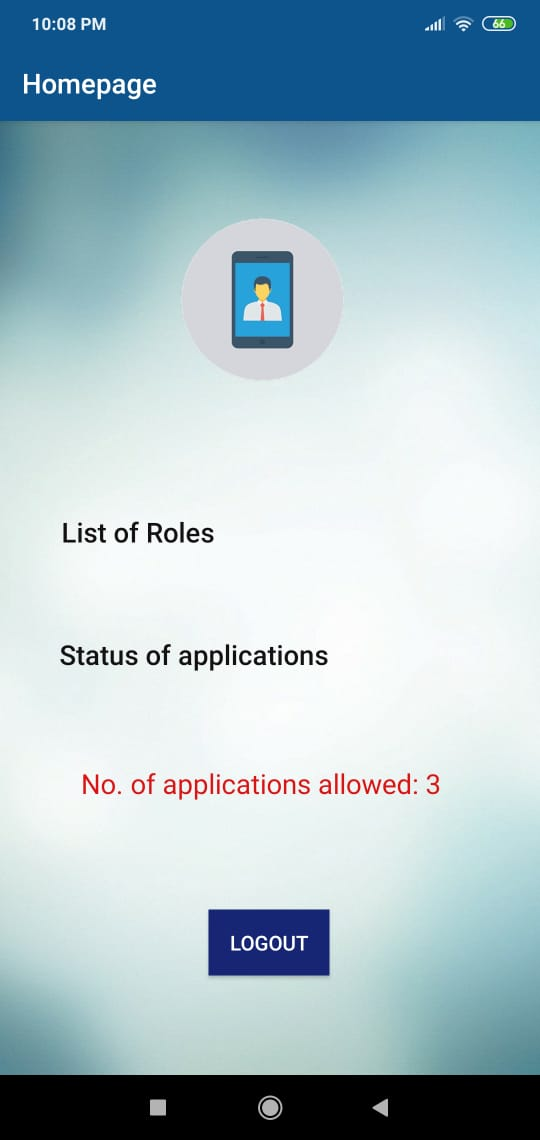 10:08 PM
66
Homepage
List of Roles
Status of applications
No. of applications allowed: 3
LOGOUT